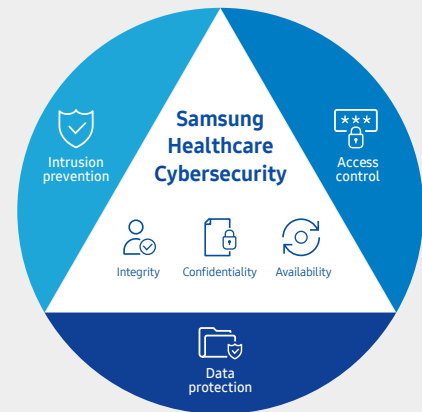 Samsung
Healthcare
Cybersecurity
Intrusion
prevention
***
Access
control
Integrity
Confidentiality
Availability
Data
protection